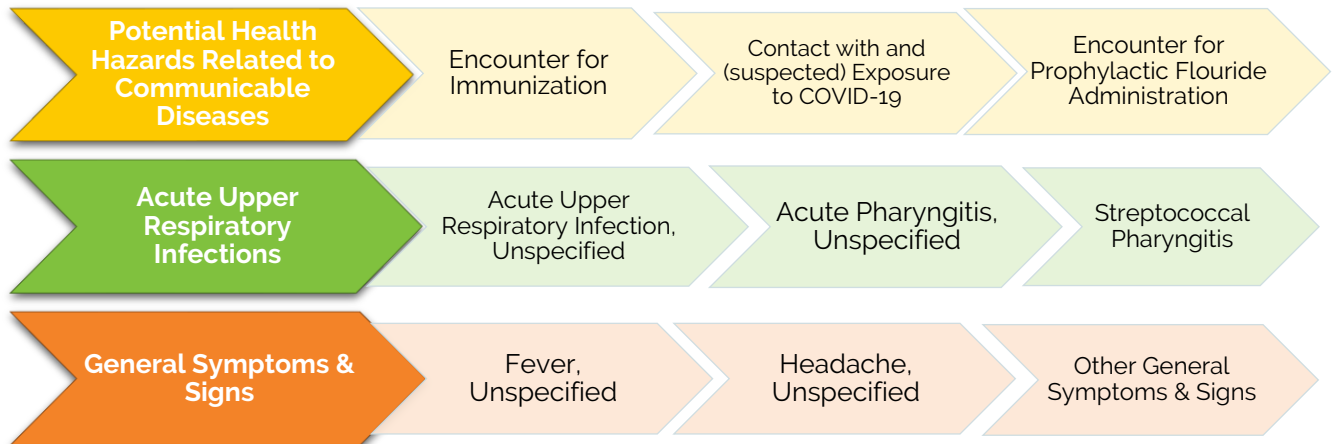 Potential Health
Hazards Related to
Communicable
Diseases
Encounter for
Immunization
Contact with and
(suspected) Exposure
to COVID-19
Encounter for
Prophylactic Flouride
Administration
Acute Upper
Respiratory
Infections
Acute Upper
Respiratory Infection,
Unspecified
Acute Pharyngitis,
Unspecified
Streptococcal
Pharyngitis
General Symptoms &
Signs
Fever,
Unspecified
Headache,
Unspecified
Other General
Symptoms & Signs